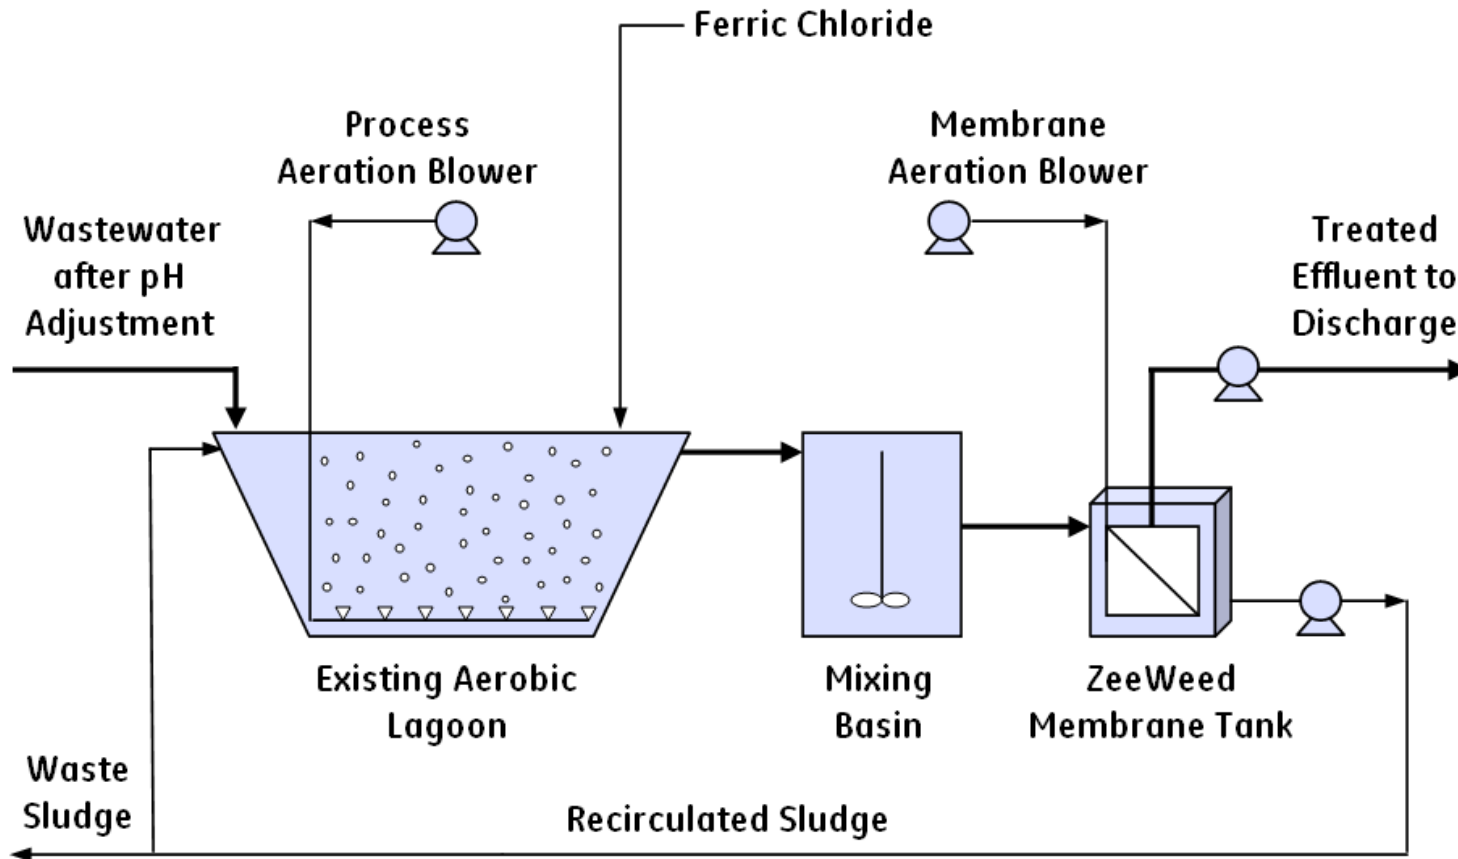 Ferric Chloride
Process
Aeration Blower
Membrane
Aeration Blower
Wastewater
after pH
Adjustment
Treated
Effluent to
Discharge
Existing Aerobic
Lagoon
Mixing
Basin
ZeeWeed
Membrane Tank
Waste
Sludge
Recirculated Sludge